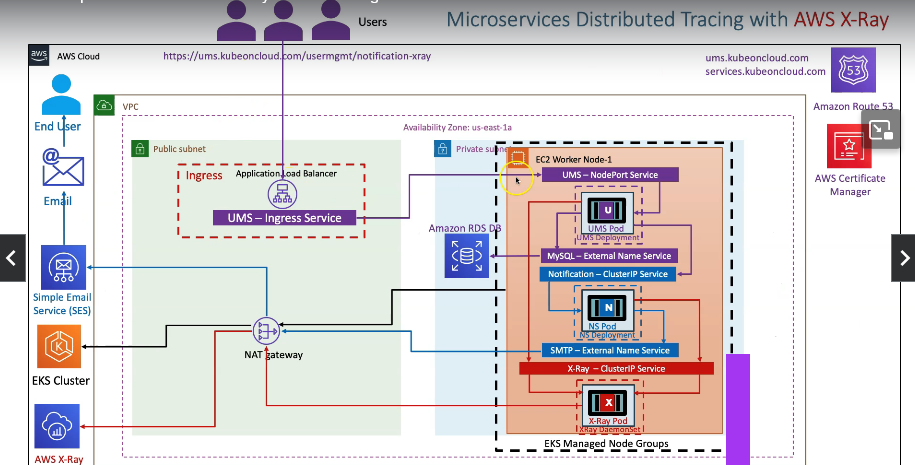 Users
Microservices Distributed Tracing with AWS X-Ray
aws
AWS Cloud
https://ums.kubeoncloud.com/usermgmt/notification-xray
ums.kubeoncloud.com
services.kubeoncloud.com
53
Amazon Route 53
VPC
End User
Availability Zone: us-east-1a
Public subnet
Private subne
EC2 Worker Node-1
Ingress
Application Load Balancer
UMS – NodePort Service
AWS Certificate
Manager
Email
UMS – Ingress Service
U
UMS Pod
UMS Deployment
Amazon RDS DB
MySQL – External Name Service
Notification – ClusterIP Service
Simple Email
Service (SES)
N
NS Pod
NS Deployment
NAT gateway
SMTP – External Name Service
X-Ray – ClusterIP Service
EKS Cluster
X
X-Ray Pod
XRay DaemonSet
EKS Managed Node Groups
AWS X-Ray